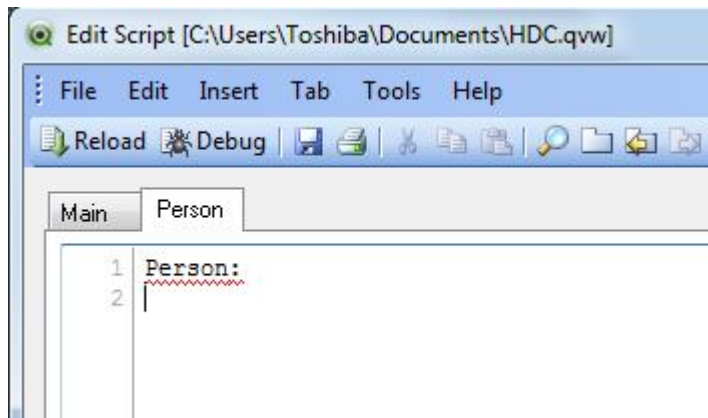 Edit Script [C:\Users\Toshiba\Documents\HDC.qvw]
File Edit Insert Tab Tools Help
Reload Debug
Main Person
1 Person:
2